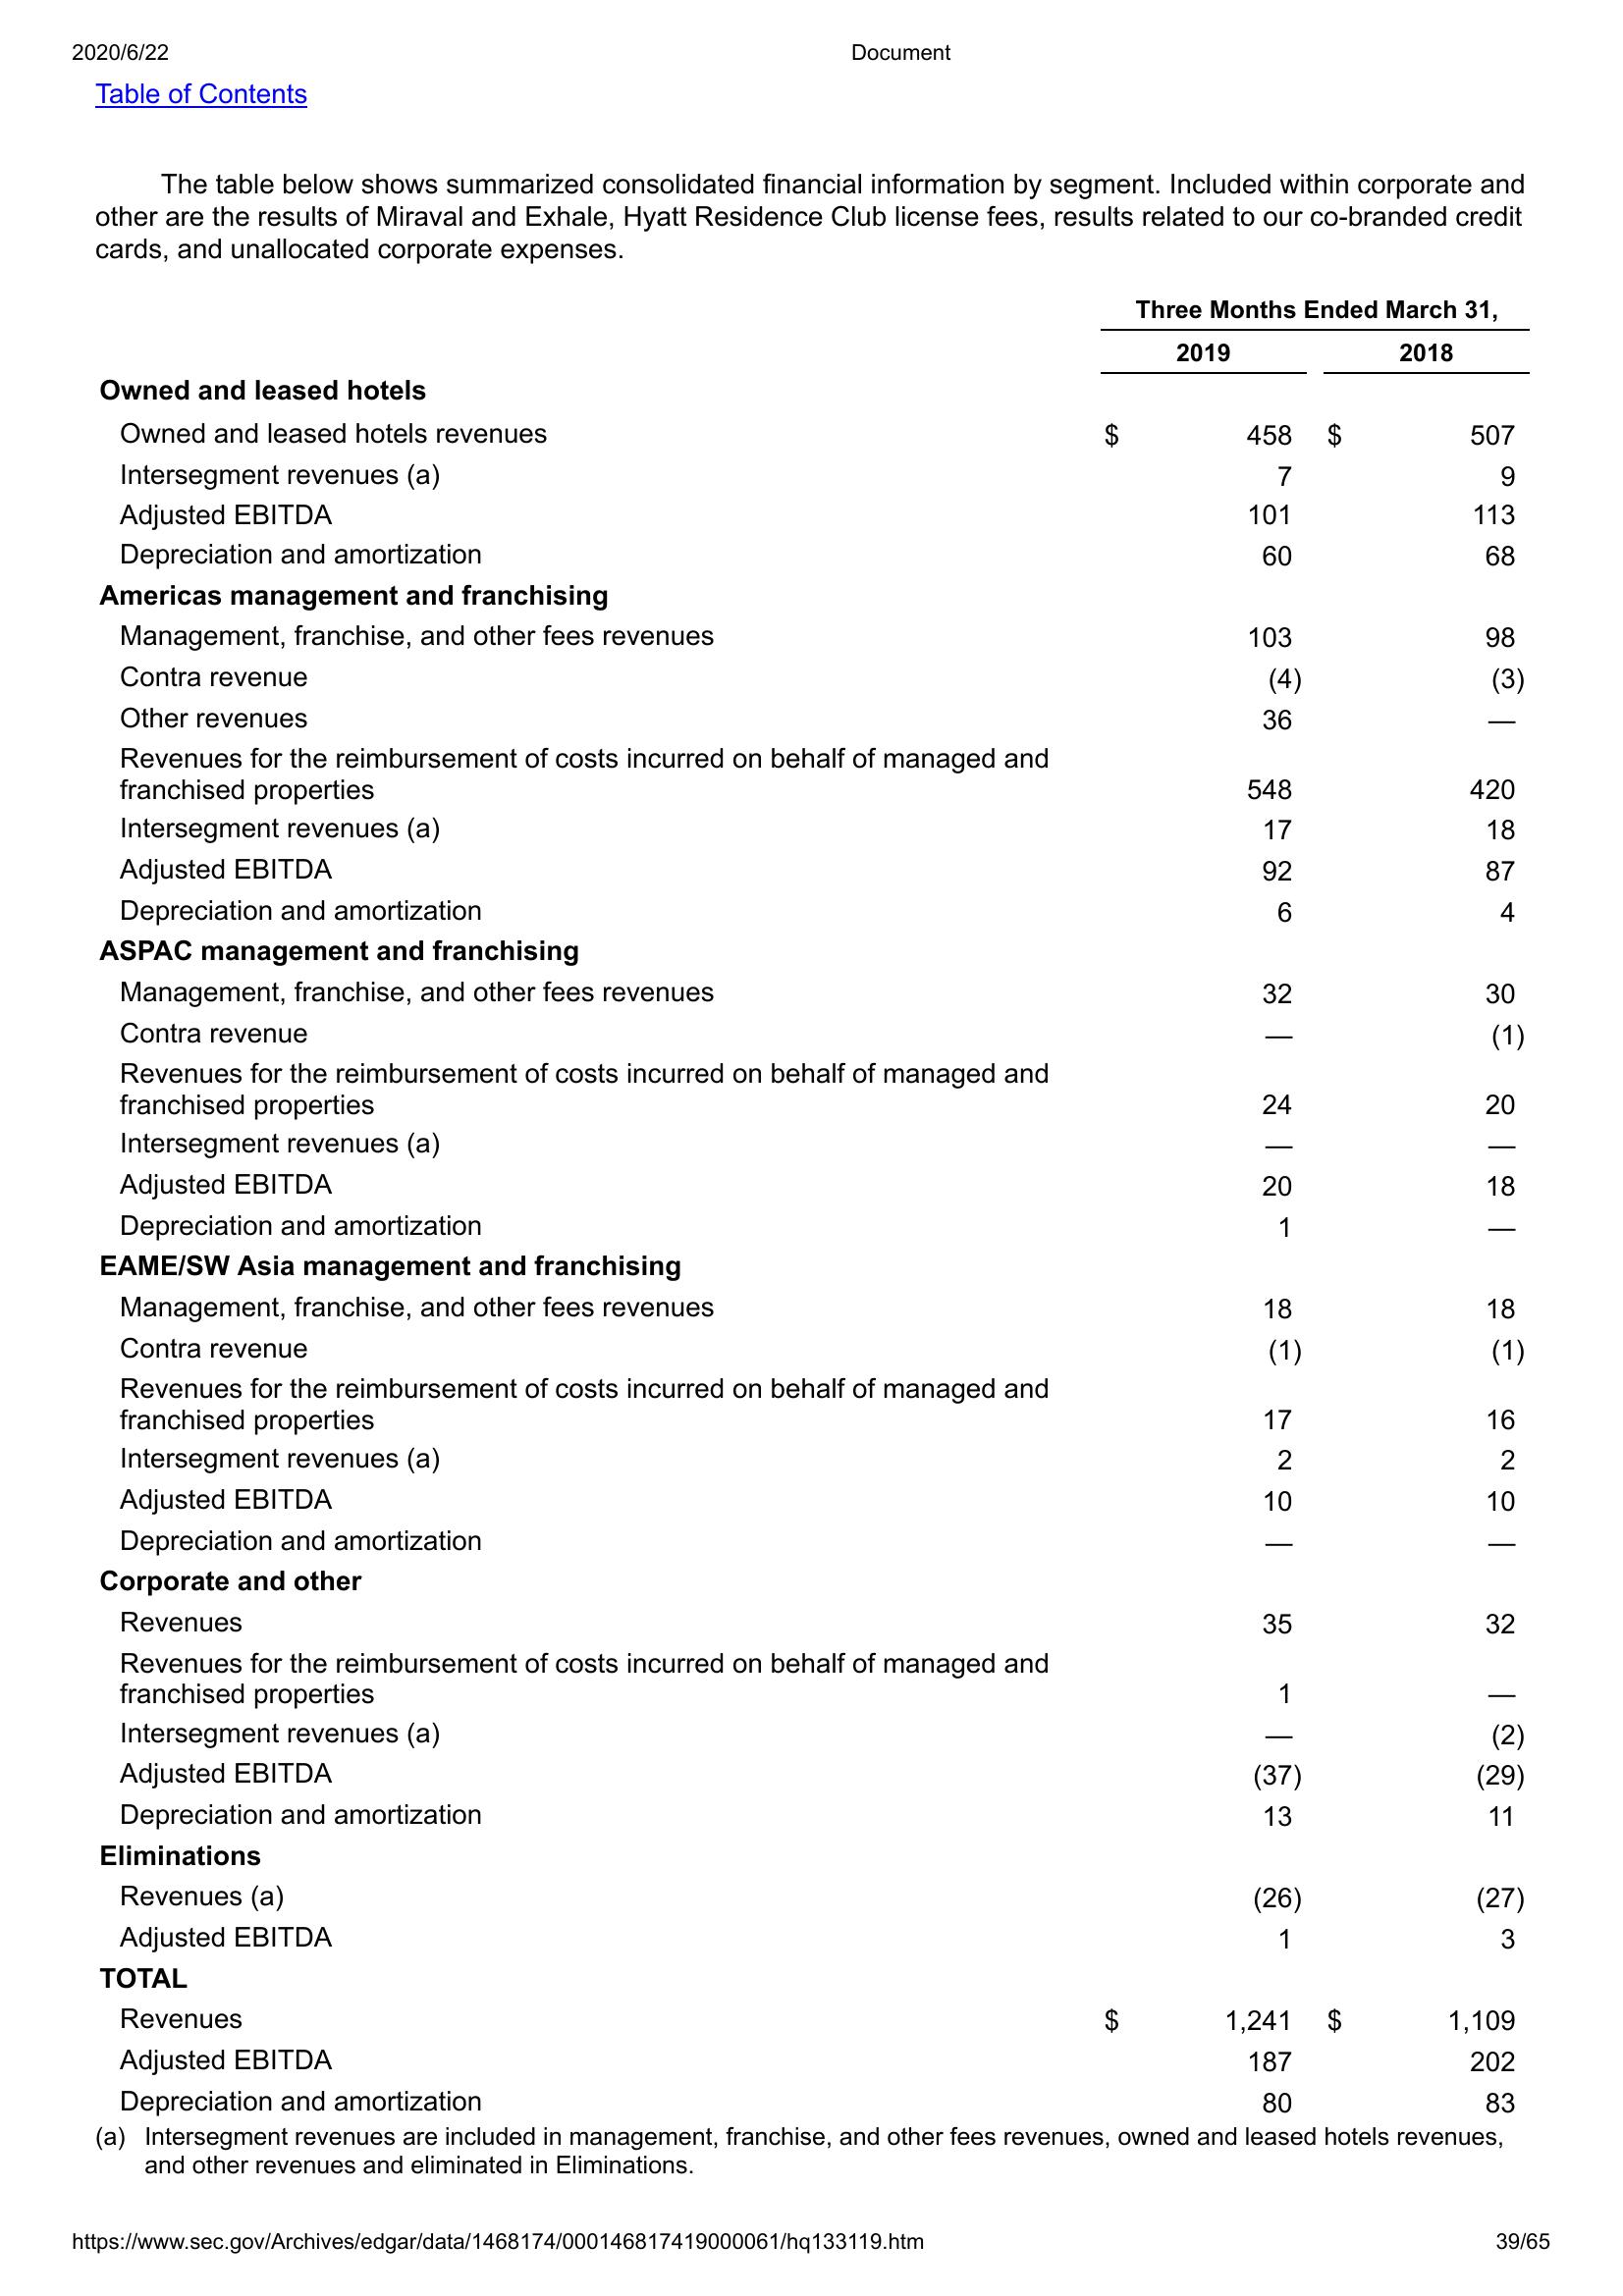 2020/6/22 Document
Table of Contents
The table below shows summarized consolidated financial information by segment. Included within corporate and
other are the results of Miraval and Exhale, Hyatt Residence Club license fees, results related to our co-branded credit
cards, and unallocated corporate expenses.
Three Months Ended March 31,
2019 2018
Owned and leased hotels
Owned and leased hotels revenues $ 458 $ 507
Intersegment revenues (a) 7 9
Adjusted EBITDA 101 113
Depreciation and amortization 60 68
Americas management and franchising
Management, franchise, and other fees revenues 103 98
Contra revenue (4) (3)
Other revenues 36 —
Revenues for the reimbursement of costs incurred on behalf of managed and
franchised properties 548 420
Intersegment revenues (a) 17 18
Adjusted EBITDA 92 87
Depreciation and amortization 6 4
ASPAC management and franchising
Management, franchise, and other fees revenues 32 30
Contra revenue — (1)
Revenues for the reimbursement of costs incurred on behalf of managed and
franchised properties 24 20
Intersegment revenues (a) — —
Adjusted EBITDA 20 18
Depreciation and amortization 1 —
EAME/SW Asia management and franchising
Management, franchise, and other fees revenues 18 18
Contra revenue (1) (1)
Revenues for the reimbursement of costs incurred on behalf of managed and
franchised properties 17 16
Intersegment revenues (a) 2 2
Adjusted EBITDA 10 10
Depreciation and amortization — —
Corporate and other
Revenues 35 32
Revenues for the reimbursement of costs incurred on behalf of managed and
franchised properties 1 —
Intersegment revenues (a) — (2)
Adjusted EBITDA (37) (29)
Depreciation and amortization 13 11
Eliminations
Revenues (a) (26) (27)
Adjusted EBITDA 1 3
TOTAL
Revenues $ 1,241 $ 1,109
Adjusted EBITDA 187 202
Depreciation and amortization 80 83
(a) Intersegment revenues are included in management, franchise, and other fees revenues, owned and leased hotels revenues,
and other revenues and eliminated in Eliminations.
https://www.sec.gov/Archives/edgar/data/1468174/000146817419000061/hq133119.htm 39/65